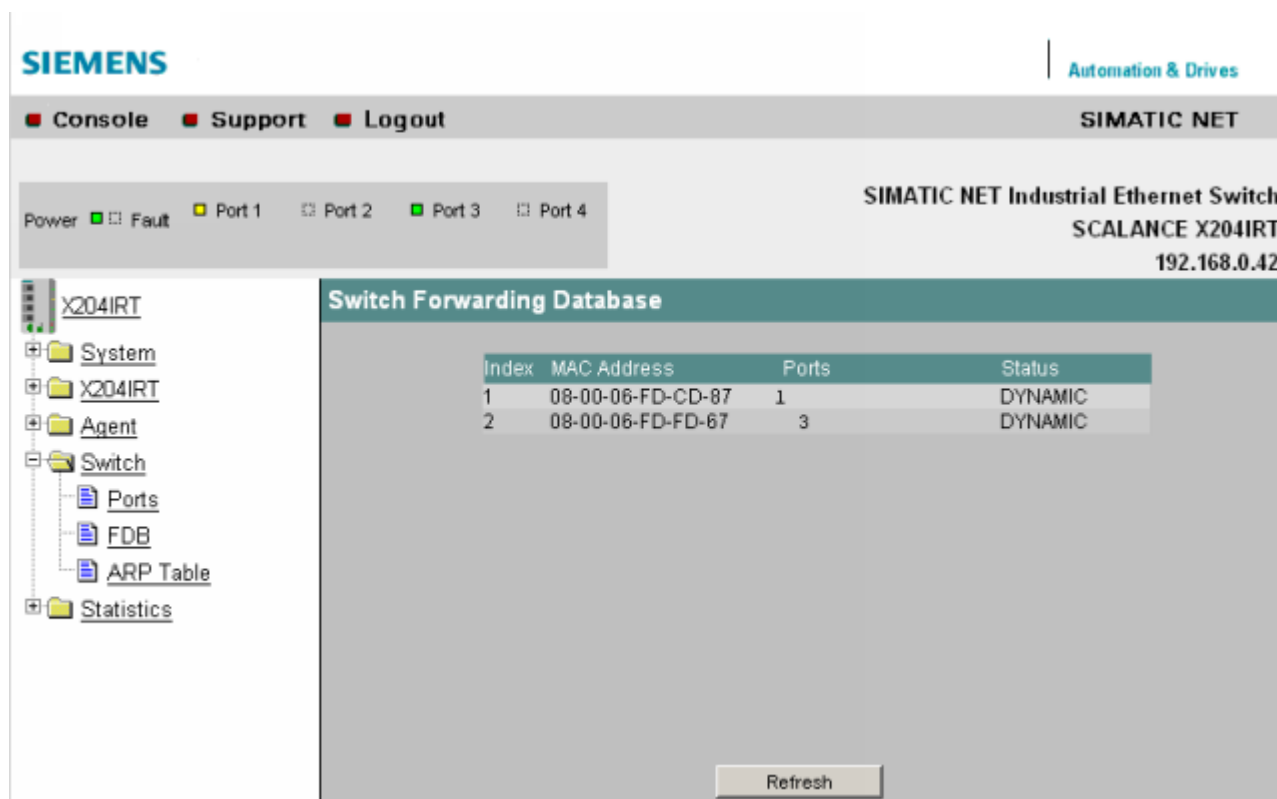 SIEMENS
Automation & Drives
Console Support Logout SIMATIC NET
Power Fault Port 1 Port 2 Port 3 Port 4
SIMATIC NET Industrial Ethernet Switch
SCALANCE X204IRT
192.168.0.42
X204IRT
System
X204IRT
Agent
Switch
Ports
FDB
ARP Table
Statistics
Switch Forwarding Database
Index MAC Address Ports Status
1 08-00-06-FD-CD-87 1 DYNAMIC
2 08-00-06-FD-FD-67 3 DYNAMIC
Refresh